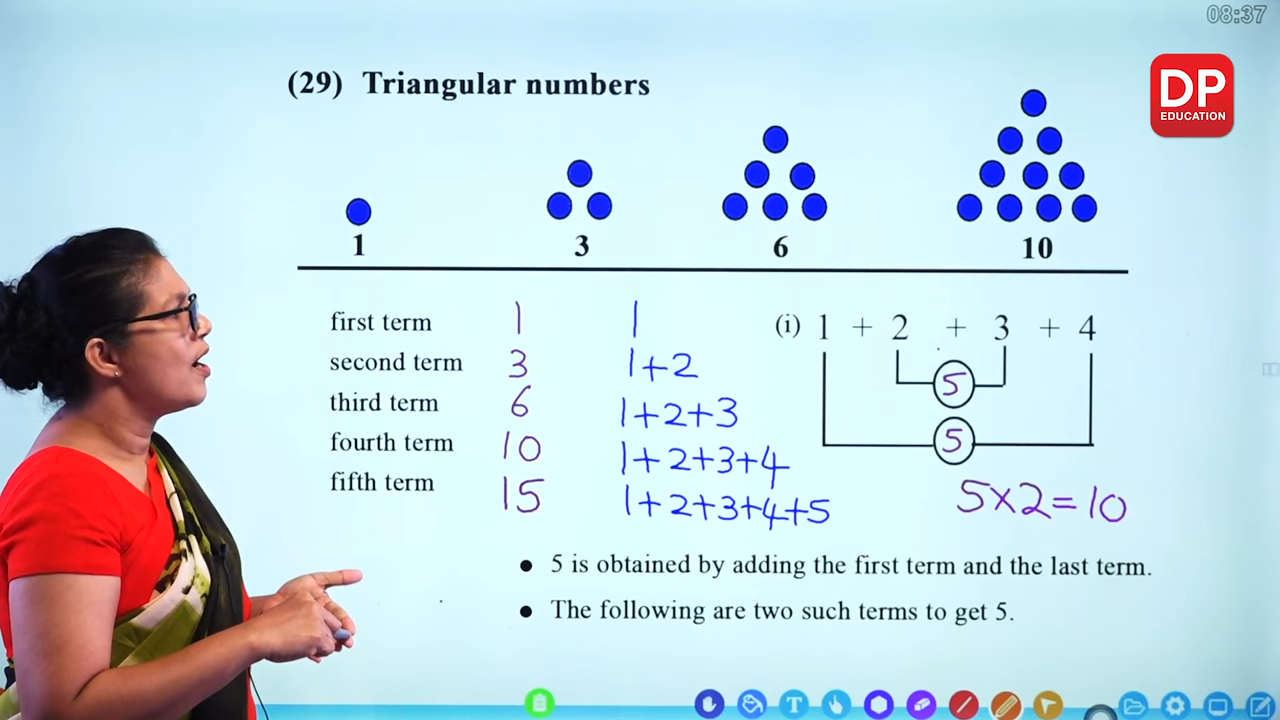 08:37
DP
EDUCATION
(29) Triangular numbers
1 3 6 10
first term 1 1
second term 3 1+2
third term 6 1+2+3
fourth term 10 1+2+3+4
fifth term 15 1+2+3+4+5
(i) 1 + 2 + 3 + 4
5
5
5×2=10
• 5 is obtained by adding the first term and the last term.
• The following are two such terms to get 5.
T